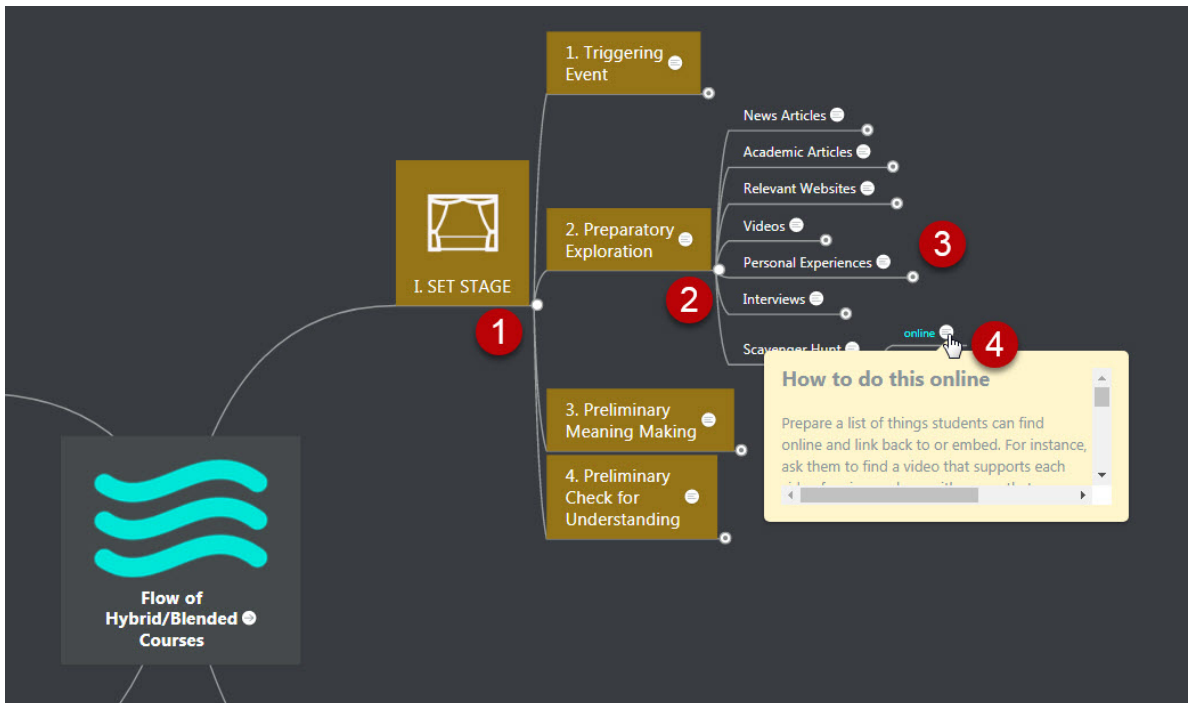 1. Triggering
Event
News Articles
Academic Articles
Relevant Websites
2. Preparatory
Exploration
Videos
3
Personal Experiences
I. SET STAGE
1
2
Interviews
online
4
Scavenger Hunt
How to do this online
Prepare a list of things students can find
online and link back to or embed. For instance,
ask them to find a video that supports each
3. Preliminary
Meaning Making
4. Preliminary
Check for
Understanding
Flow of
Hybrid/Blended
Courses